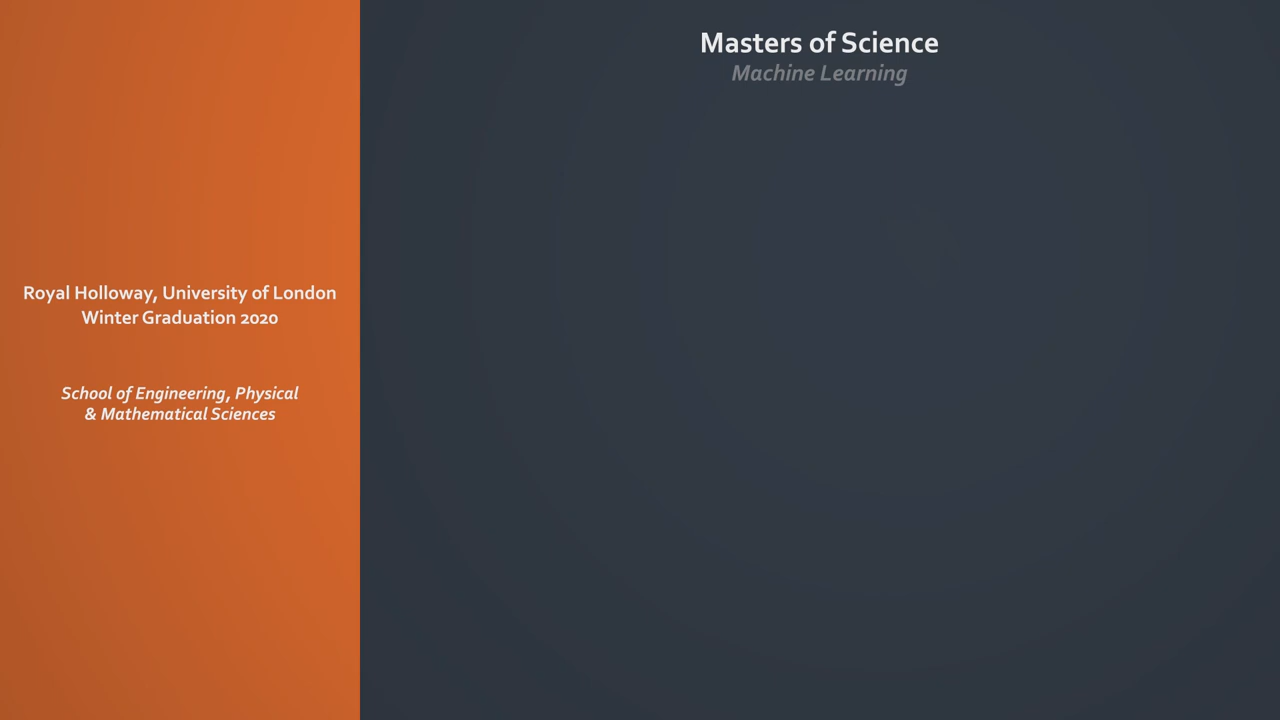 Masters of Science
Machine Learning
Royal Holloway, University of London
Winter Graduation 2020
School of Engineering, Physical
& Mathematical Sciences